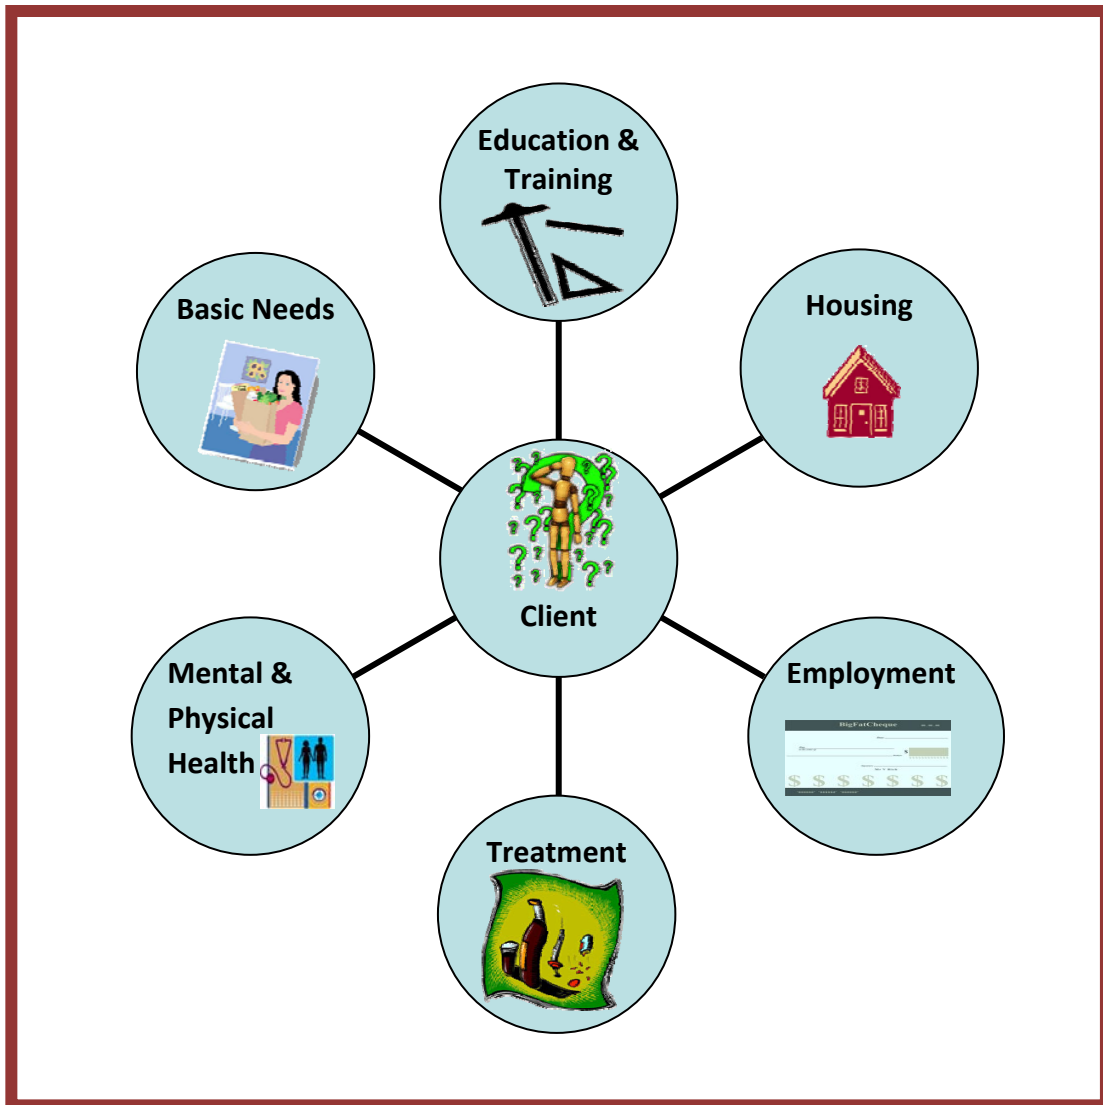 Education &
Training
Basic Needs
Housing
Client
Mental &
Physical
Health
Employment
BigFatCheque
$
$ $ $ $ $ $ $
Treatment